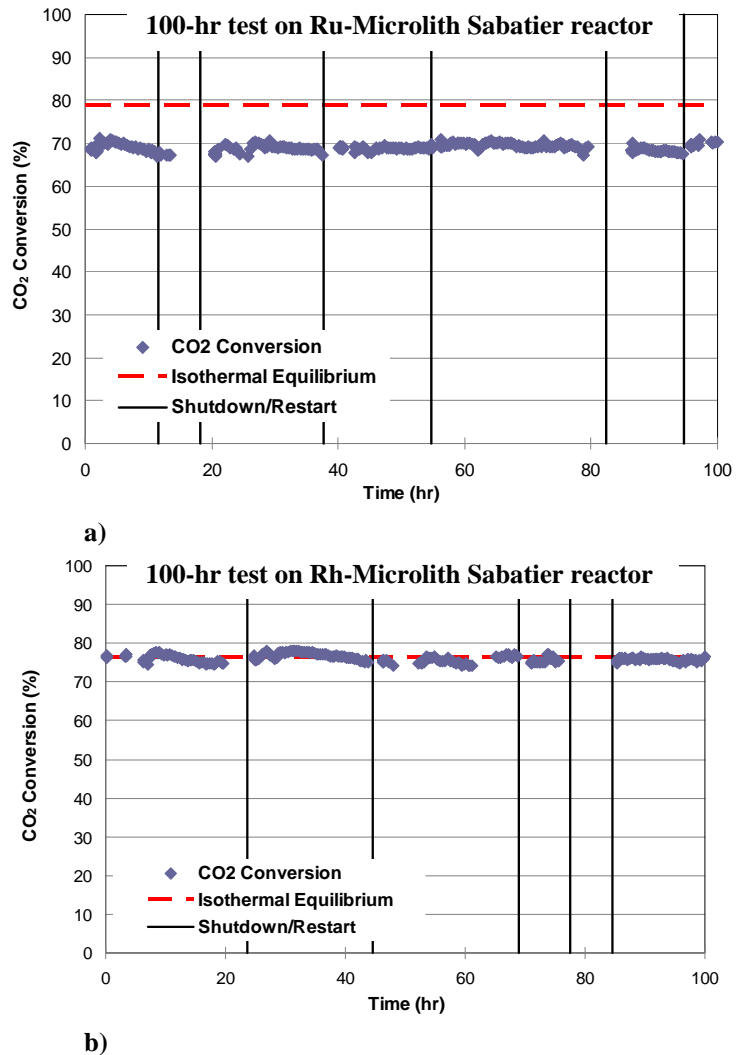 100-hr test on Ru-Microlith Sabatier reactor
100
90
80
70
60
50
40
30
20
10
0
CO₂ Conversion (%)
CO2 Conversion
Isothermal Equilibrium
Shutdown/Restart
0 20 40 60 80 100
Time (hr)
a)
100-hr test on Rh-Microlith Sabatier reactor
100
90
80
70
60
50
40
30
20
10
0
CO₂ Conversion (%)
CO2 Conversion
Isothermal Equilibrium
Shutdown/Restart
0 20 40 60 80 100
Time (hr)
b)